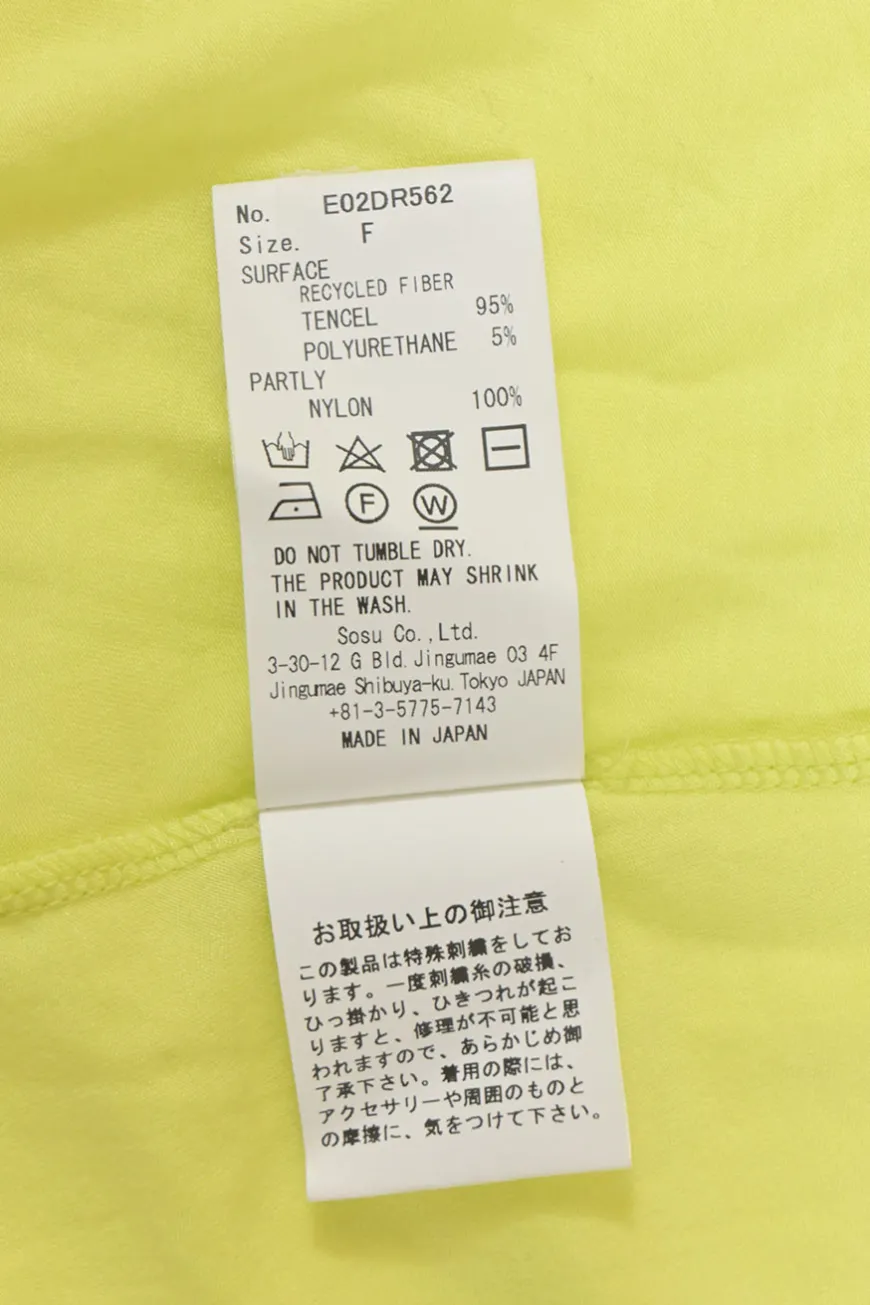 No. E02DR562
Size. F
SURFACE
RECYCLED FIBER
TENCEL 95%
POLYURETHANE 5%
PARTLY
NYLON 100%
F W
DO NOT TUMBLE DRY.
THE PRODUCT MAY SHRINK
IN THE WASH.
Sosu Co.,Ltd.
3-30-12 G Bld. Jingumae 03 4F
Jingumae Shibuya-ku. Tokyo JAPAN
+81-3-5775-7143
MADE IN JAPAN
お取扱い上の御注意
この製品は特殊刺繍をしてお
ります。一度刺繍糸の破損、
ひっ掛かり、ひきつれが起こ
りますと、修理が不可能と思
われますので、あらかじめ御
了承下さい。着用の際には、
アクセサリーや周囲のものと
の摩擦に、気をつけて下さい。